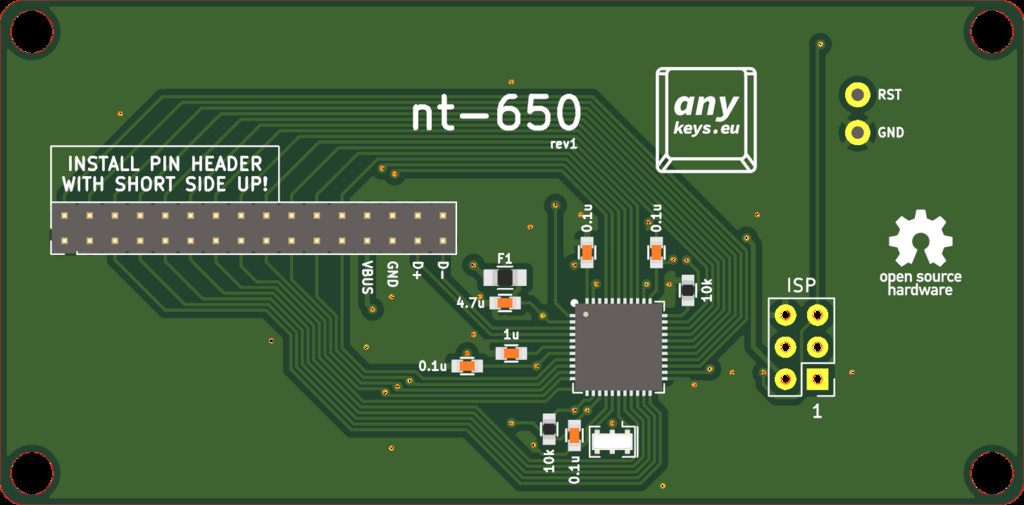 nt-650
rev1
any
keys.eu
RST
GND
INSTALL PIN HEADER
WITH SHORT SIDE UP!
VBUS
GND
D+
D-
F1
4.7u
0.1u
0.1u
10k
1u
0.1u
10k
0.1u
ISP
1
open source
hardware